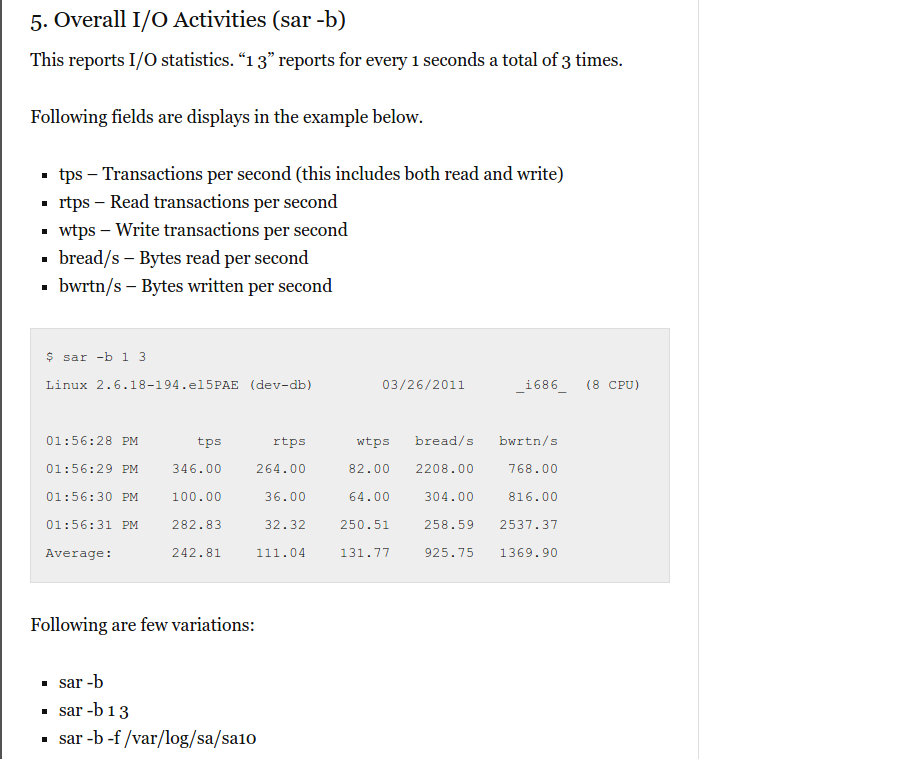 5. Overall I/O Activities (sar -b)
This reports I/O statistics. “1 3” reports for every 1 seconds a total of 3 times.
Following fields are displays in the example below.
▪ tps – Transactions per second (this includes both read and write)
▪ rtps – Read transactions per second
▪ wtps – Write transactions per second
▪ bread/s – Bytes read per second
▪ bwrtn/s – Bytes written per second
$ sar -b 1 3
Linux 2.6.18-194.el5PAE (dev-db) 03/26/2011 _i686_ (8 CPU)
01:56:28 PM tps rtps wtps bread/s bwrtn/s
01:56:29 PM 346.00 264.00 82.00 2208.00 768.00
01:56:30 PM 100.00 36.00 64.00 304.00 816.00
01:56:31 PM 282.83 32.32 250.51 258.59 2537.37
Average: 242.81 111.04 131.77 925.75 1369.90
Following are few variations:
▪ sar -b
▪ sar -b 1 3
▪ sar -b -f /var/log/sa/sa10